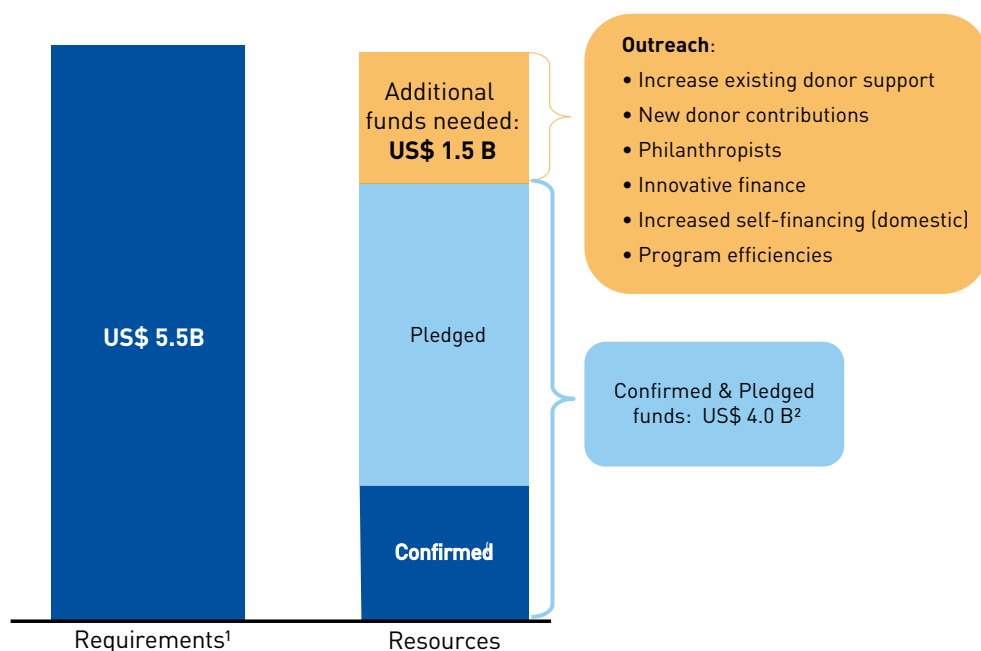 US$ 5.5B
Requirements¹
Additional
funds needed:
US$ 1.5 B
Pledged
Confirmed
Resources
Outreach:
• Increase existing donor support
• New donor contributions
• Philanthropists
• Innovative finance
• Increased self-financing (domestic)
• Program efficiencies
Confirmed & Pledged
funds: US$ 4.0 B²